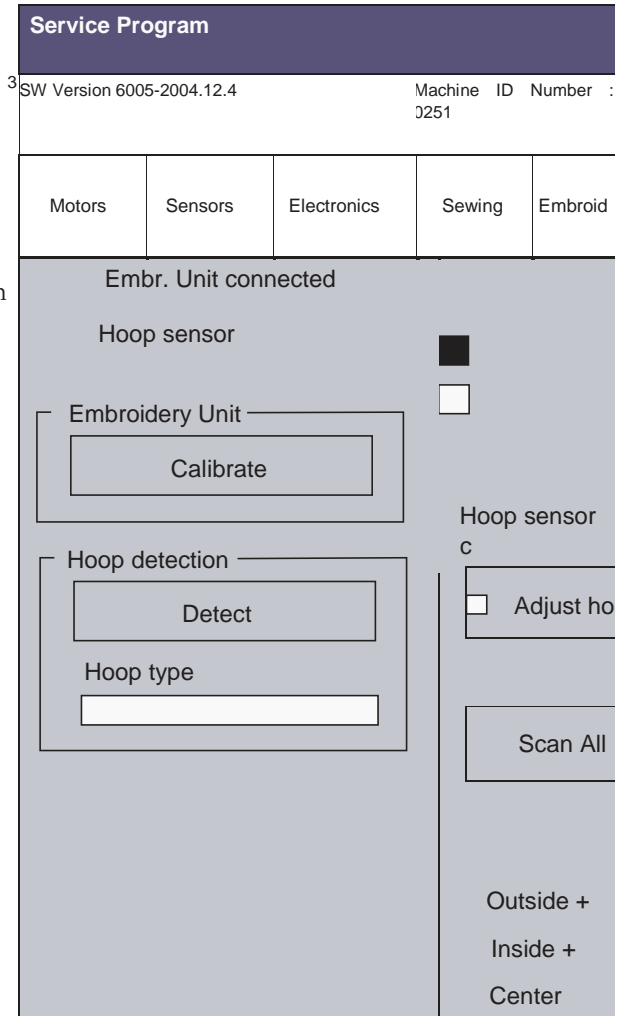 Service Program
3
SW Version 6005-2004.12.4
Machine ID Number :
0251
Motors
Sensors
Electronics
Sewing
Embroid
n
Embr. Unit connected
Hoop sensor
Embroidery Unit
Calibrate
Hoop detection
Detect
Hoop type
Hoop sensor
c
Adjust ho
Scan All
Outside +
Inside +
Center